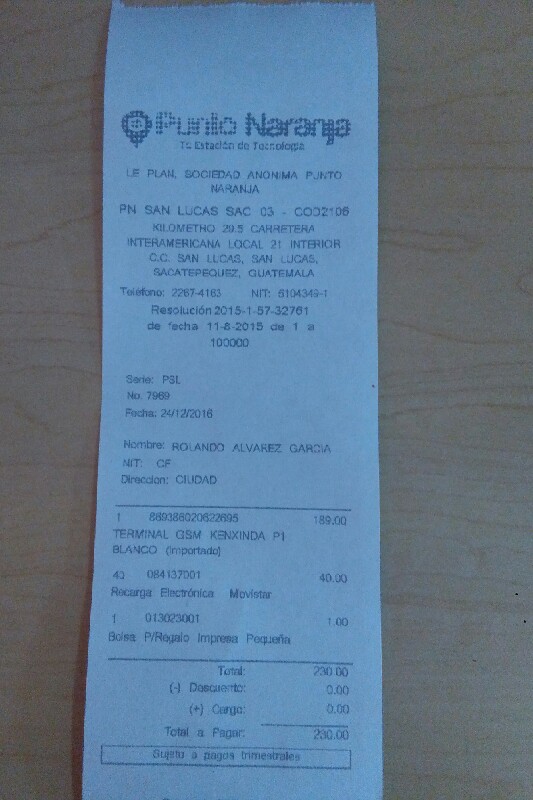 Punto Naranja
Tu Estación de Tecnología
LE PLAN, SOCIEDAD ANONIMA PUNTO
NARANJA
PN SAN LUCAS SAC 03 - COD2106
KILOMETRO 29.5 CARRETERA
INTERAMERICANA LOCAL 21 INTERIOR
C.C. SAN LUCAS, SAN LUCAS,
SACATEPEQUEZ, GUATEMALA
Teléfono: 2267-4163 NIT: 5104349-1
Resolución 2015-1-57-32761
de fecha 11-8-2015 de 1 a
100000
Serie: PSL
No. 7969
Fecha: 24/12/2016
Nombre: ROLANDO ALVAREZ GARCIA
NIT: CF
Direccion: CIUDAD
1 869386020622695 189.00
TERMINAL GSM KENXINDA P1
BLANCO (Importado)
40 084137001 40.00
Recarga Electrónica Movistar
1 013023001 1.00
Bolsa P/Regalo Impresa Pequeña
Total: 230.00
(-) Descuento: 0.00
(+) Cargo: 0.00
Total a Pagar: 230.00
Sujeto a pagos trimestrales